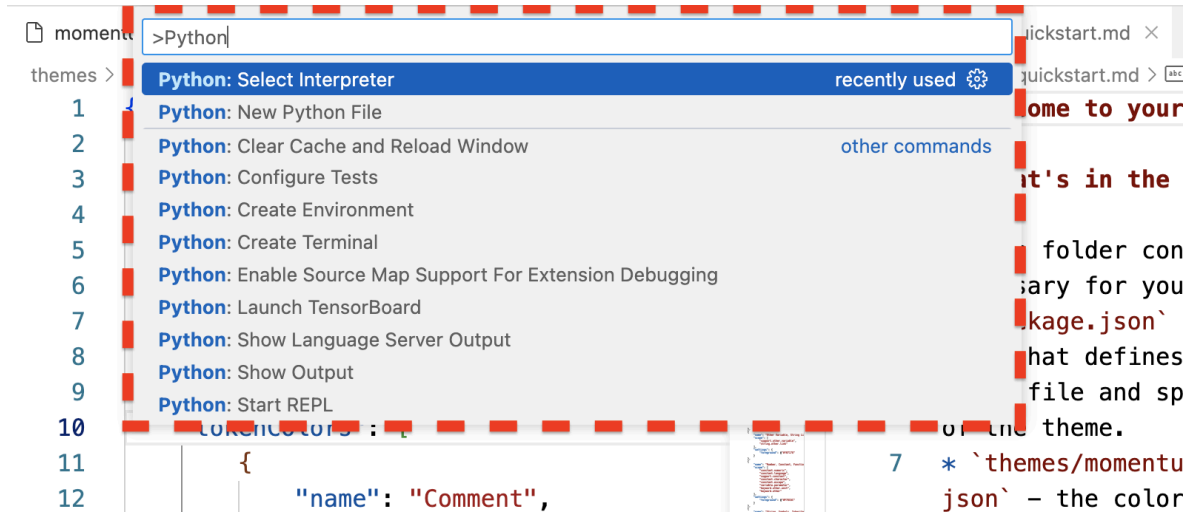 momentu
ickstart.md
>Python
themes >
quickstart.md >
abc
Python: Select Interpreter
recently used
Python: New Python File
Python: Clear Cache and Reload Window
other commands
Python: Configure Tests
Python: Create Environment
Python: Create Terminal
Python: Enable Source Map Support For Extension Debugging
Python: Launch TensorBoard
Python: Show Language Server Output
Python: Show Output
Python: Start REPL
1 {
2
3
4
5
6
7
8
9
10 tokenColors : [
11 {
12 "name": "Comment",
ome to your
at's in the
folder con
sary for you
kage.json`
hat defines
file and sp
of the theme.
7 * `themes/momentu
json` – the color